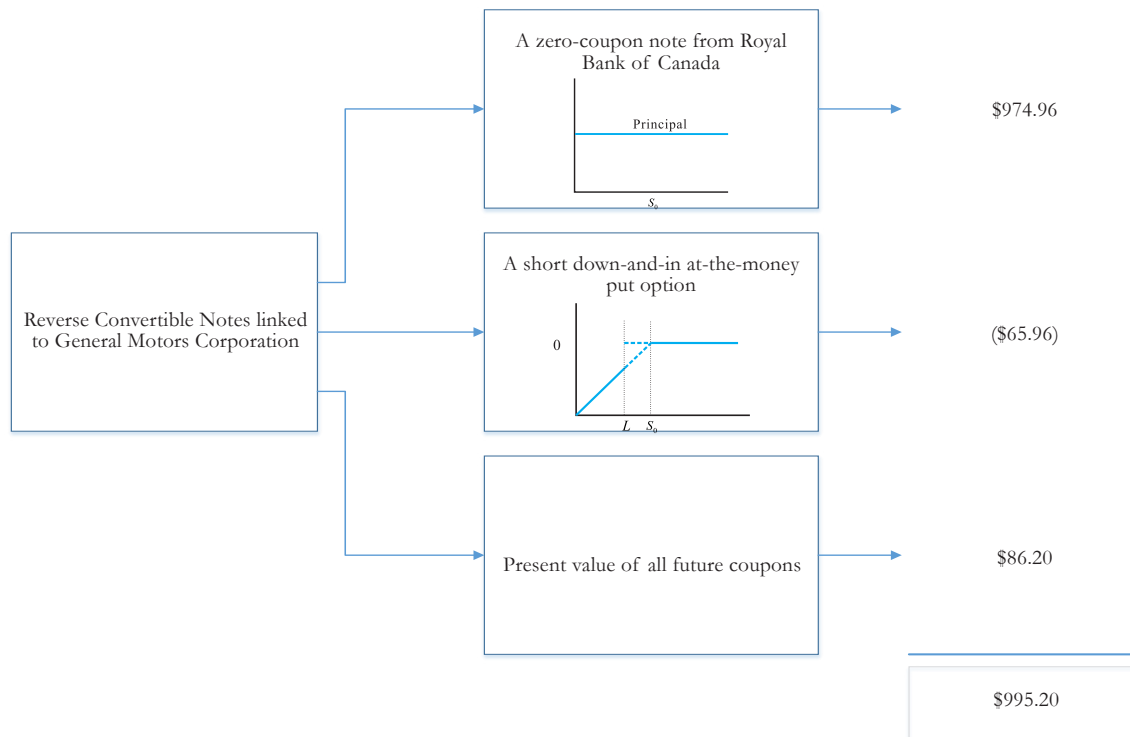 A zero-coupon note from Royal
Bank of Canada
Principal
S₀
$974.96
Reverse Convertible Notes linked
to General Motors Corporation
A short down-and-in at-the-money
put option
0
L S₀
($65.96)
Present value of all future coupons
$86.20
$995.20